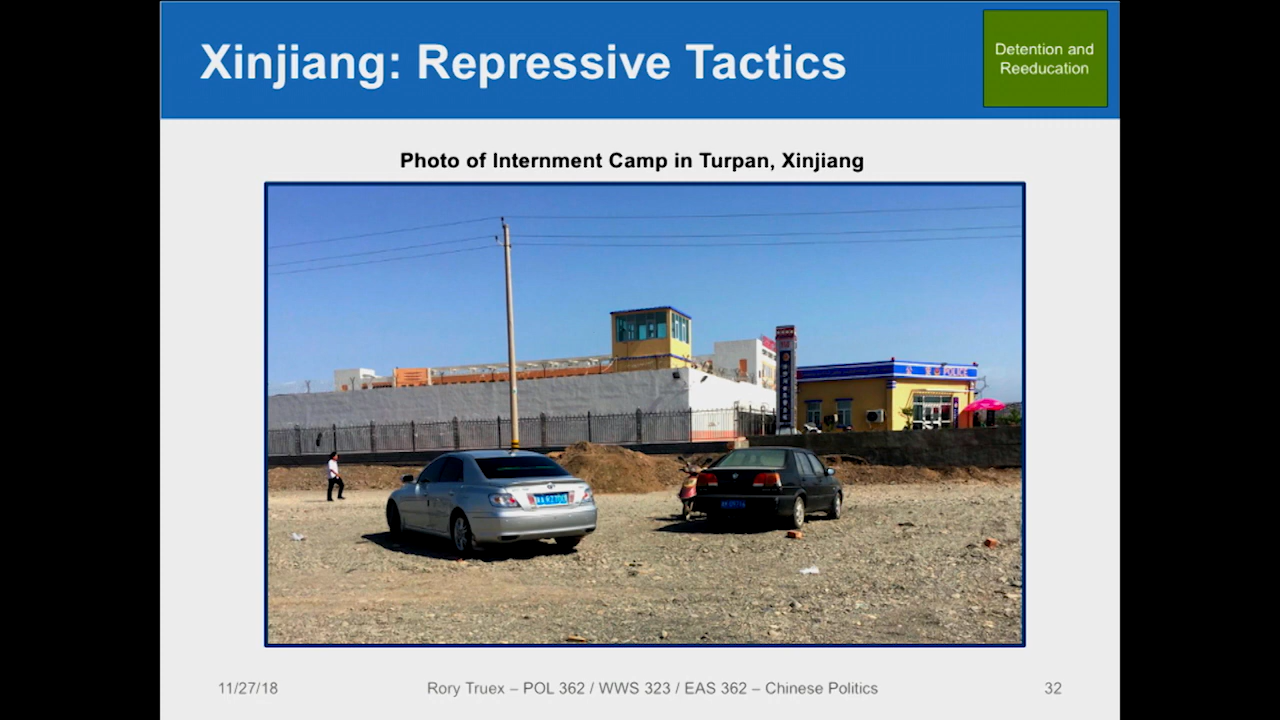 Xinjiang: Repressive Tactics
Detention and
Reeducation
Photo of Internment Camp in Turpan, Xinjiang
POLICE
11/27/18
Rory Truex – POL 362 / WWS 323 / EAS 362 – Chinese Politics
32